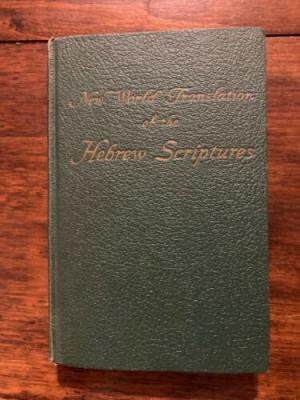 New World Translation
of the
Hebrew Scriptures